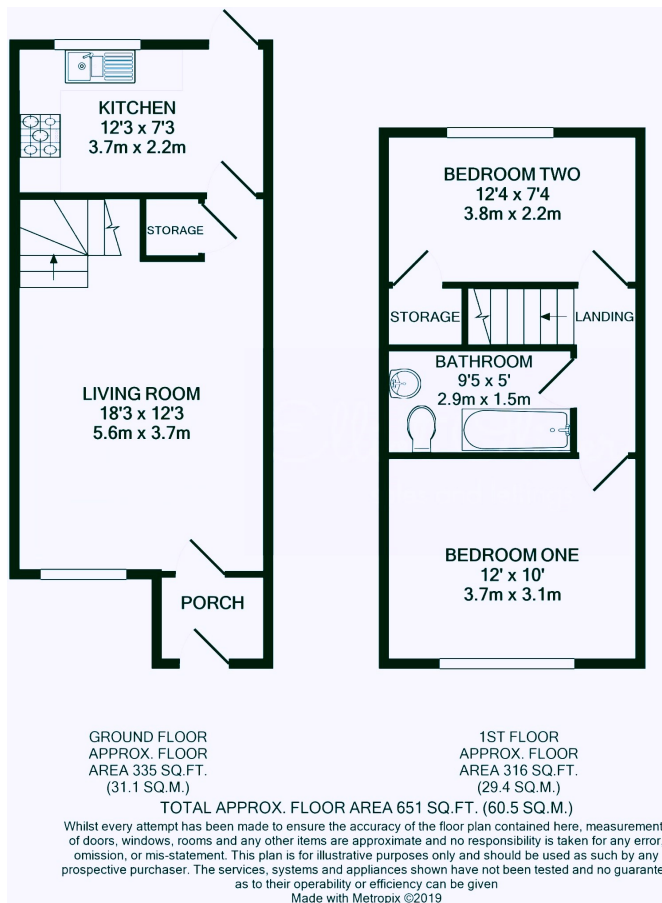 KITCHEN
12'3 x 7'3
3.7m x 2.2m
STORAGE
LIVING ROOM
18'3 x 12'3
5.6m x 3.7m
PORCH
BEDROOM TWO
12'4 x 7'4
3.8m x 2.2m
STORAGE
LANDING
BATHROOM
9'5 x 5'
2.9m x 1.5m
BEDROOM ONE
12' x 10'
3.7m x 3.1m
GROUND FLOOR
APPROX. FLOOR
AREA 335 SQ.FT.
(31.1 SQ.M.)
1ST FLOOR
APPROX. FLOOR
AREA 316 SQ.FT.
(29.4 SQ.M.)
TOTAL APPROX. FLOOR AREA 651 SQ.FT. (60.5 SQ.M.)
Whilst every attempt has been made to ensure the accuracy of the floor plan contained here, measurement
of doors, windows, rooms and any other items are approximate and no responsibility is taken for any error,
omission, or mis-statement. This plan is for illustrative purposes only and should be used as such by any
prospective purchaser. The services, systems and appliances shown have not been tested and no guarante
as to their operability or efficiency can be given
Made with Metropix ©2019